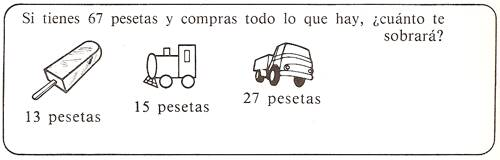 Si tienes 67 pesetas y compras todo lo que hay, ¿cuánto te
sobrará?
13 pesetas
15 pesetas
27 pesetas